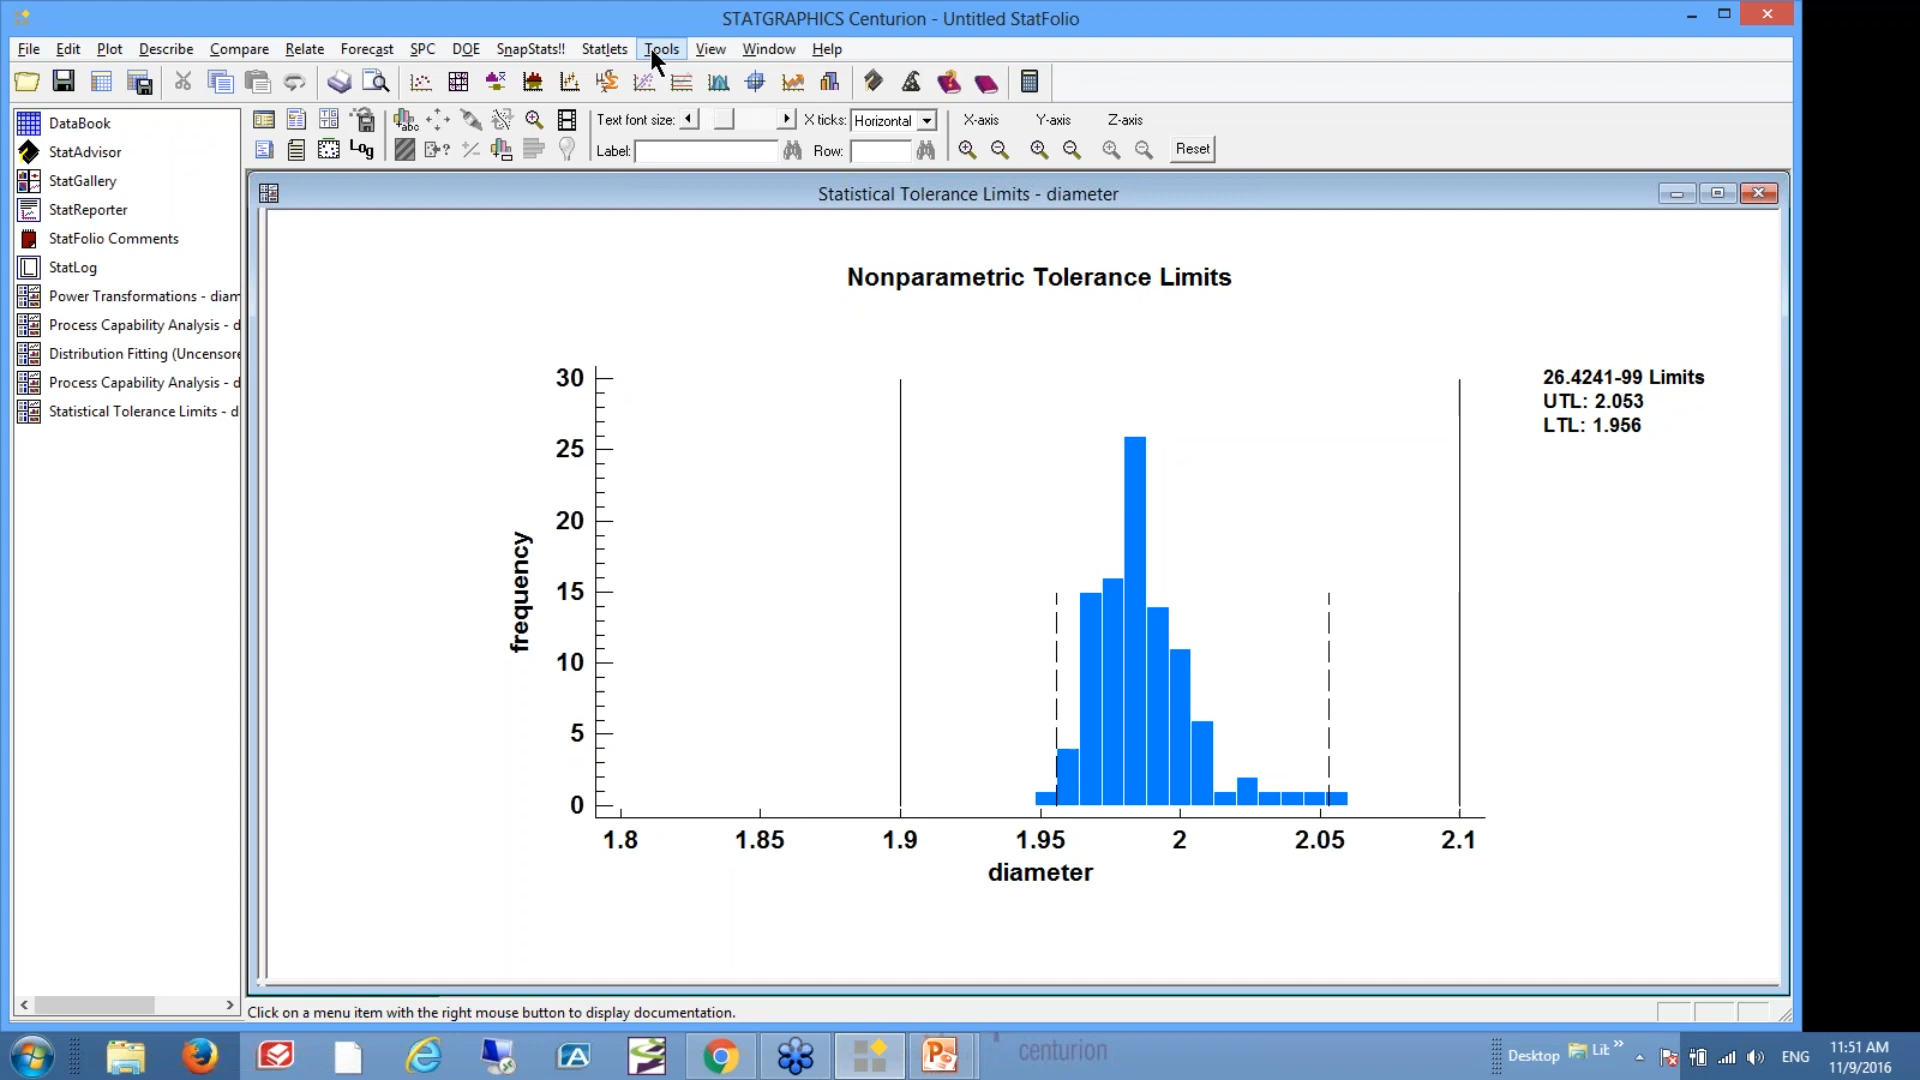 STATGRAPHICS Centurion - Untitled StatFolio
File Edit Plot Describe Compare Relate Forecast SPC DOE SnapStats!! Statlets Tools View Window Help
DataBook
StatAdvisor
StatGallery
StatReporter
StatFolio Comments
StatLog
Power Transformations - diam
Process Capability Analysis - d
Distribution Fitting (Uncensore
Process Capability Analysis - d
Statistical Tolerance Limits - d
Text font size: X ticks: Horizontal X-axis Y-axis Z-axis
Log Label: Row: Reset
Statistical Tolerance Limits - diameter
Nonparametric Tolerance Limits
26.4241-99 Limits
UTL: 2.053
LTL: 1.956
frequency
30
25
20
15
10
5
0
1.8 1.85 1.9 1.95 2 2.05 2.1
diameter
Click on a menu item with the right mouse button to display documentation.
centurion
Desktop Lib ENG
11:51 AM
11/9/2016